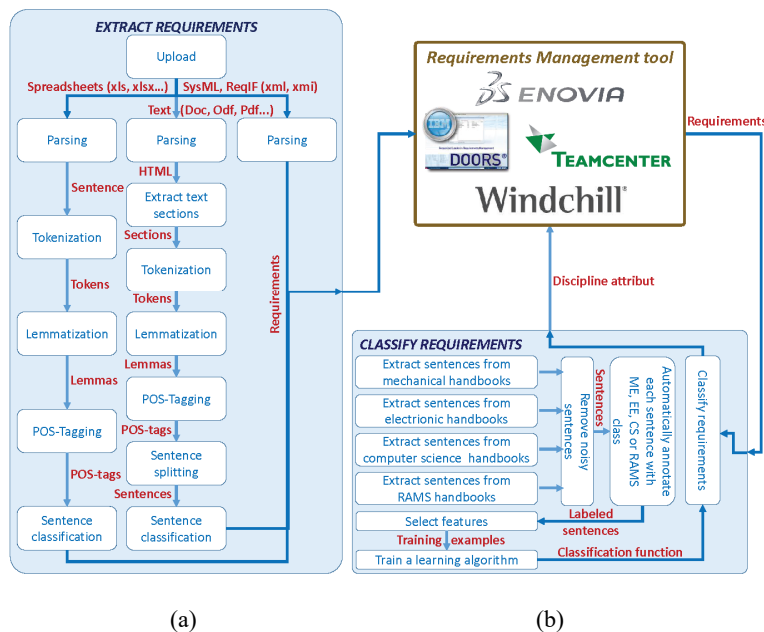 EXTRACT REQUIREMENTS
Upload
Spreadsheets (xls, xlsx...)
SysML, ReqIF (xml, xmi)
Text (Doc, Odf, Pdf...)
Parsing
Parsing
Parsing
Sentence
HTML
Extract text
sections
Tokenization
Sections
Tokenization
Tokens
Tokens
Lemmatization
Lemmatization
Lemmas
Lemmas
POS-Tagging
POS-Tagging
POS-tags
POS-tags
Sentence
splitting
Sentences
Sentence
classification
Sentence
classification
Requirements
Requirements Management tool
ENOVIA
IBM
DOORS®
TEAMCENTER
Windchill®
Requirements
Discipline attribut
CLASSIFY REQUIREMENTS
Extract sentences from
mechanical handbooks
Extract sentences from
electrionic handbooks
Extract sentences from
computer science handbooks
Extract sentences from
RAMS handbooks
Remove noisy
sentences
Sentences
Automatically annotate
each sentence with
ME, EE, CS or RAMS
class
Classify requirements
Labeled
sentences
Select features
Training examples
Train a learning algorithm
Classification function
(a)
(b)